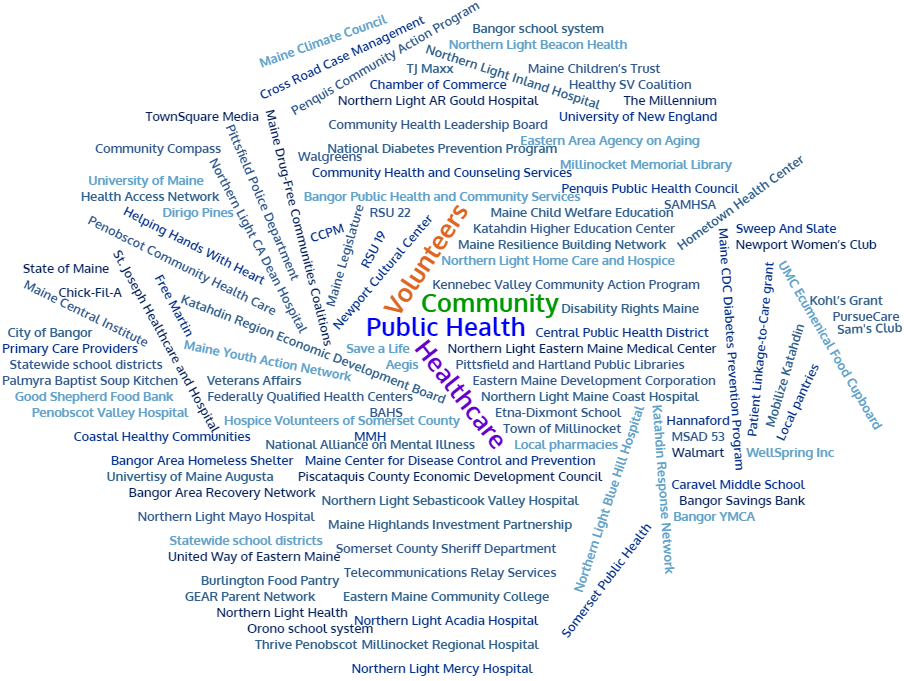 Maine Climate Council
Cross Road Case Management
Penquis Community Action Program
Bangor school system
Northern Light Beacon Health
Northern Light Inland Hospital
TJ Maxx
Maine Children's Trust
Chamber of Commerce
Healthy SV Coalition
Northern Light AR Gould Hospital
The Millennium
TownSquare Media
Maine Drug-Free Communities Coalitions
University of New England
Pittsfield Police Department
Community Health Leadership Board
Eastern Area Agency on Aging
Community Compass
Walgreens
National Diabetes Prevention Program
Northern Light CA Dean Hospital
Community Health and Counseling Services
Millinocket Memorial Library
University of Maine
Penquis Public Health Council
Hometown Health Center
Health Access Network
Bangor Public Health and Community Services
SAMHSA
Dirigo Pines
Helping Hands With Heart
RSU 22
Maine Child Welfare Education
Penobscot Community Health Care
CCPM
Maine Legislature
RSU 19
Newport Cultural Center
Volunteers
Katahdin Higher Education Center
Sweep And Slate
Maine Resilience Building Network
Newport Women's Club
Maine CDC Diabetes Prevention Program
Northern Light Home Care and Hospice
State of Maine
St. Joseph Healthcare and Hospital
Free Martin
Patient Linkage-to-Care grant
UMC Ecumenical Food Cupboard
Kennebec Valley Community Action Program
Chick-Fil-A
Maine Central Institute
Katahdin Region Economic Development Board
Community
Disability Rights Maine
Kohl's Grant
PursueCare
Public Health
Mobilize Katahdin
Sam's Club
City of Bangor
Central Public Health District
Primary Care Providers
Maine Youth Action Network
Save a Life
Healthcare
Northern Light Eastern Maine Medical Center
Statewide school districts
Aegis
Pittsfield and Hartland Public Libraries
Local pantries
Palmyra Baptist Soup Kitchen
Veterans Affairs
Eastern Maine Development Corporation
Good Shepherd Food Bank
Federally Qualified Health Centers
Northern Light Maine Coast Hospital
Penobscot Valley Hospital
BAHS
Etna-Dixmont School
Northern Light Blue Hill Hospital
Katahdin Response Network
Hannaford
Hospice Volunteers of Somerset County
Town of Millinocket
Coastal Healthy Communities
MMH
MSAD 53
National Alliance on Mental Illness
Local pharmacies
Walmart
WellSpring Inc
Bangor Area Homeless Shelter
Maine Center for Disease Control and Prevention
Univertisy of Maine Augusta
Piscataquis County Economic Development Council
Caravel Middle School
Bangor Area Recovery Network
Northern Light Sebasticook Valley Hospital
Bangor Savings Bank
Northern Light Mayo Hospital
Bangor YMCA
Maine Highlands Investment Partnership
Somerset Public Health
Statewide school districts
Somerset County Sheriff Department
United Way of Eastern Maine
Telecommunications Relay Services
Burlington Food Pantry
GEAR Parent Network
Eastern Maine Community College
Northern Light Health
Northern Light Acadia Hospital
Orono school system
Thrive Penobscot
Millinocket Regional Hospital
Northern Light Mercy Hospital